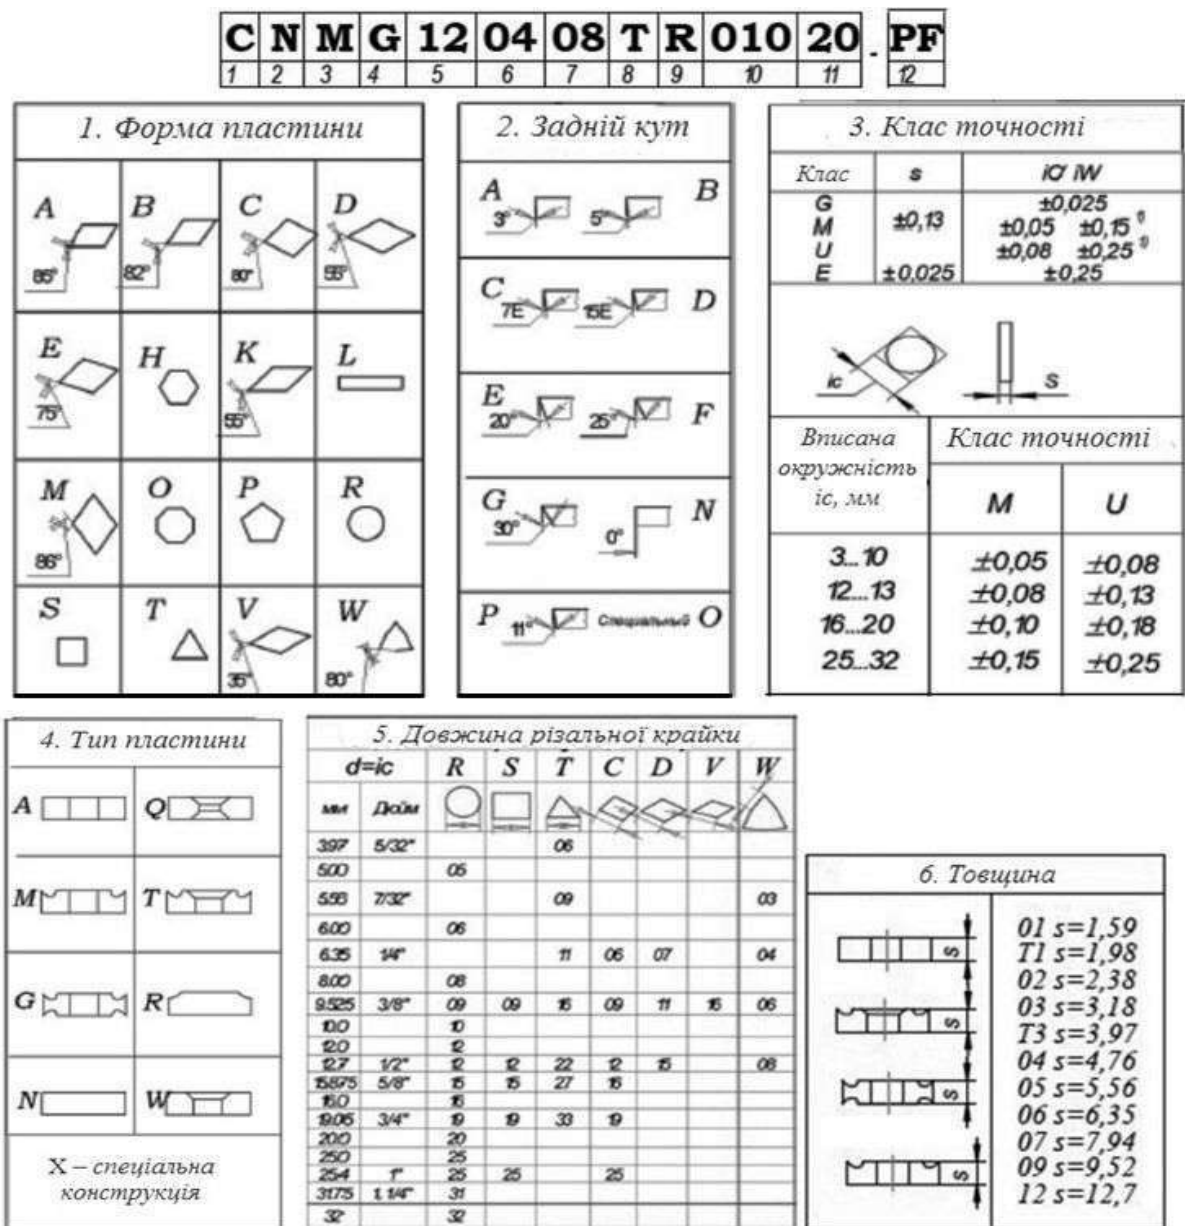 C N M G 12 04 08 T R 010 20 . PF
1 2 3 4 5 6 7 8 9 10 11 12
1. Форма пластини
A B C D
85° 82° 80° 55°
E H K L
75° 55°
M O P R
86°
S T V W
35° 80°
2. Задній кут
A 3° 5° B
C 7E 15E D
E 20° 25° F
G 30° 0° N
P 11° Специальный O
3. Клас точності
Клас s iC/ iW
G ±0,025
M ±0,13 ±0,05 ±0,15 ¹⁾
U ±0,08 ±0,25 ¹⁾
E ±0,025 ±0,25
ic S
Вписана окружність ic, мм
Клас точності
M U
3...10 ±0,05 ±0,08
12...13 ±0,08 ±0,13
16...20 ±0,10 ±0,18
25...32 ±0,15 ±0,25
4. Тип пластини
A Q
M T
G R
N W
X – спеціальна
конструкція
5. Довжина різальної крайки
d=ic R S T C D V W
мм Дюйм
3.97 5/32" 06
5.00 05
5.56 7/32" 09 03
6.00 06
6.35 1/4" 11 06 07 04
8.00 08
9.525 3/8" 09 09 16 09 11 16 06
10.0 10
12.0 12
12.7 1/2" 12 12 22 12 15 08
15.875 5/8" 15 15 27 16
16.0 16
3/4" 19 19 33 19
20.0 20
25.0 25
25.4 1" 25 25 25
31.75 1, 1/4" 31
32 32
6. Товщина
01 s=1,59
T1 s=1,98
02 s=2,38
03 s=3,18
T3 s=3,97
04 s=4,76
05 s=5,56
06 s=6,35
07 s=7,94
09 s=9,52
12 s=12,7
s
s
s
s